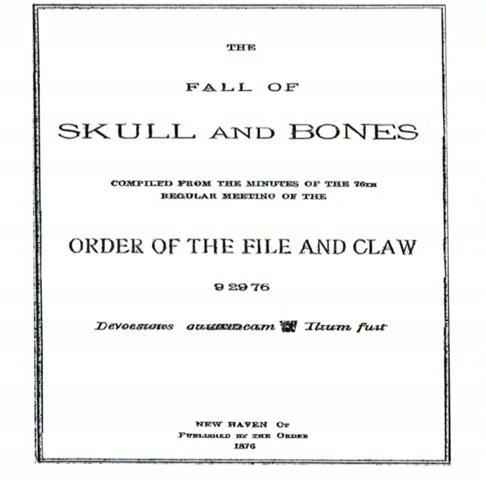 THE
FALL OF
SKULL AND BONES
COMPILED FROM THE MINUTES OF THE 76TH
REGULAR MEETING OF THE
ORDER OF THE FILE AND CLAW
9 29 76
Ilium fuit
NEW HAVEN CT
PUBLISHED BY THE ORDER
1876